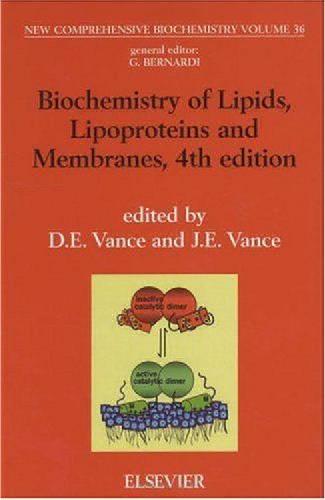 NEW COMPREHENSIVE BIOCHEMISTRY VOLUME 36
general editor:
G. BERNARDI
Biochemistry of Lipids,
Lipoproteins and
Membranes, 4th edition
edited by
D.E. Vance and J.E. Vance
inactive
catalytic dimer
active
catalytic dimer
ELSEVIER